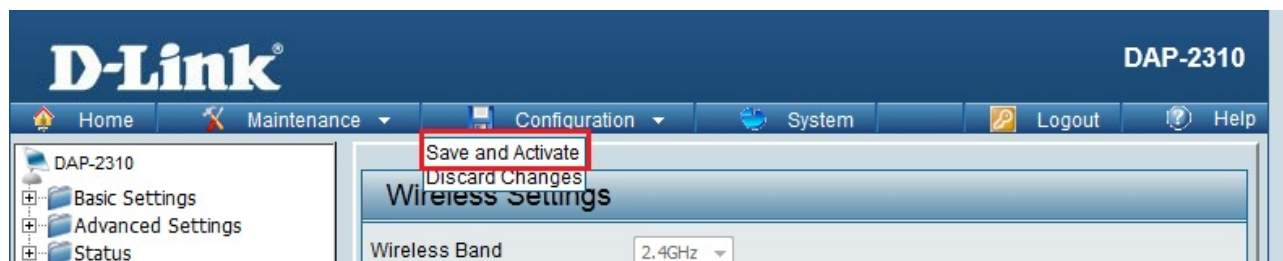 D-Link®
DAP-2310
Home Maintenance Configuration System Logout Help
Save and Activate
Discard Changes
DAP-2310
Basic Settings
Advanced Settings
Status
Wireless Settings
Wireless Band 2.4GHz